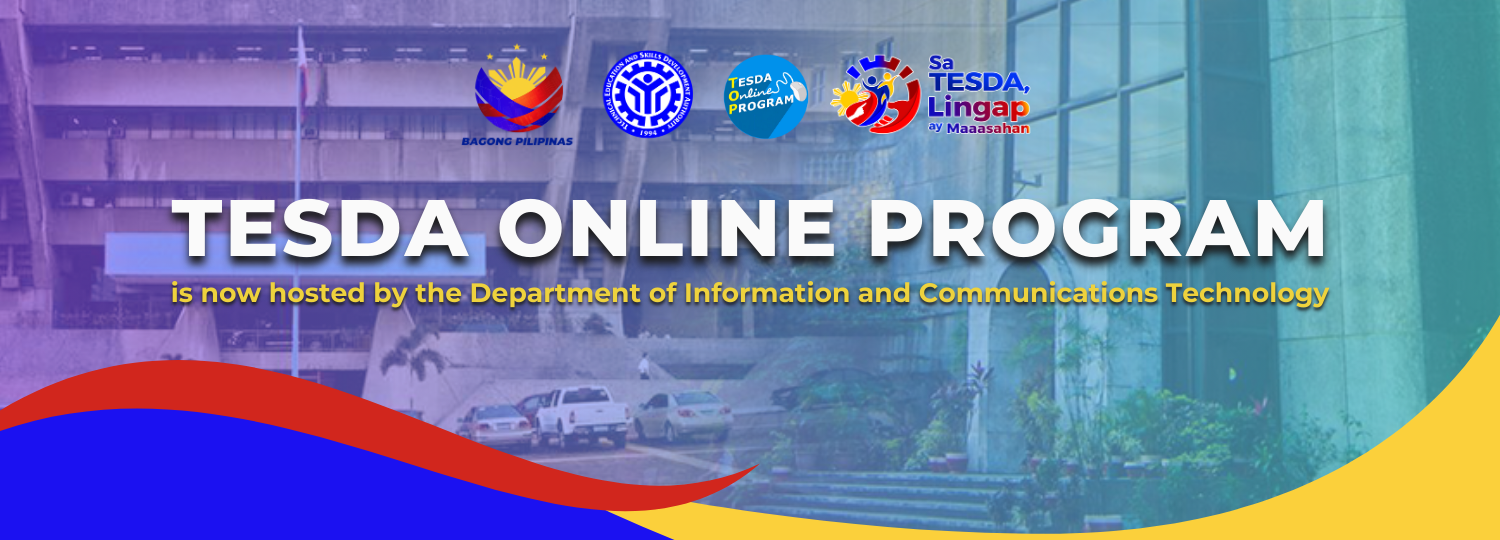 BAGONG PILIPINAS
TECHNICAL EDUCATION AND SKILLS DEVELOPMENT AUTHORITY
• 1994 •
TESDA
Online
PROGRAM
Sa
TESDA,
Lingap
ay Maaasahan
TESDA ONLINE PROGRAM
is now hosted by the Department of Information and Communications Technology